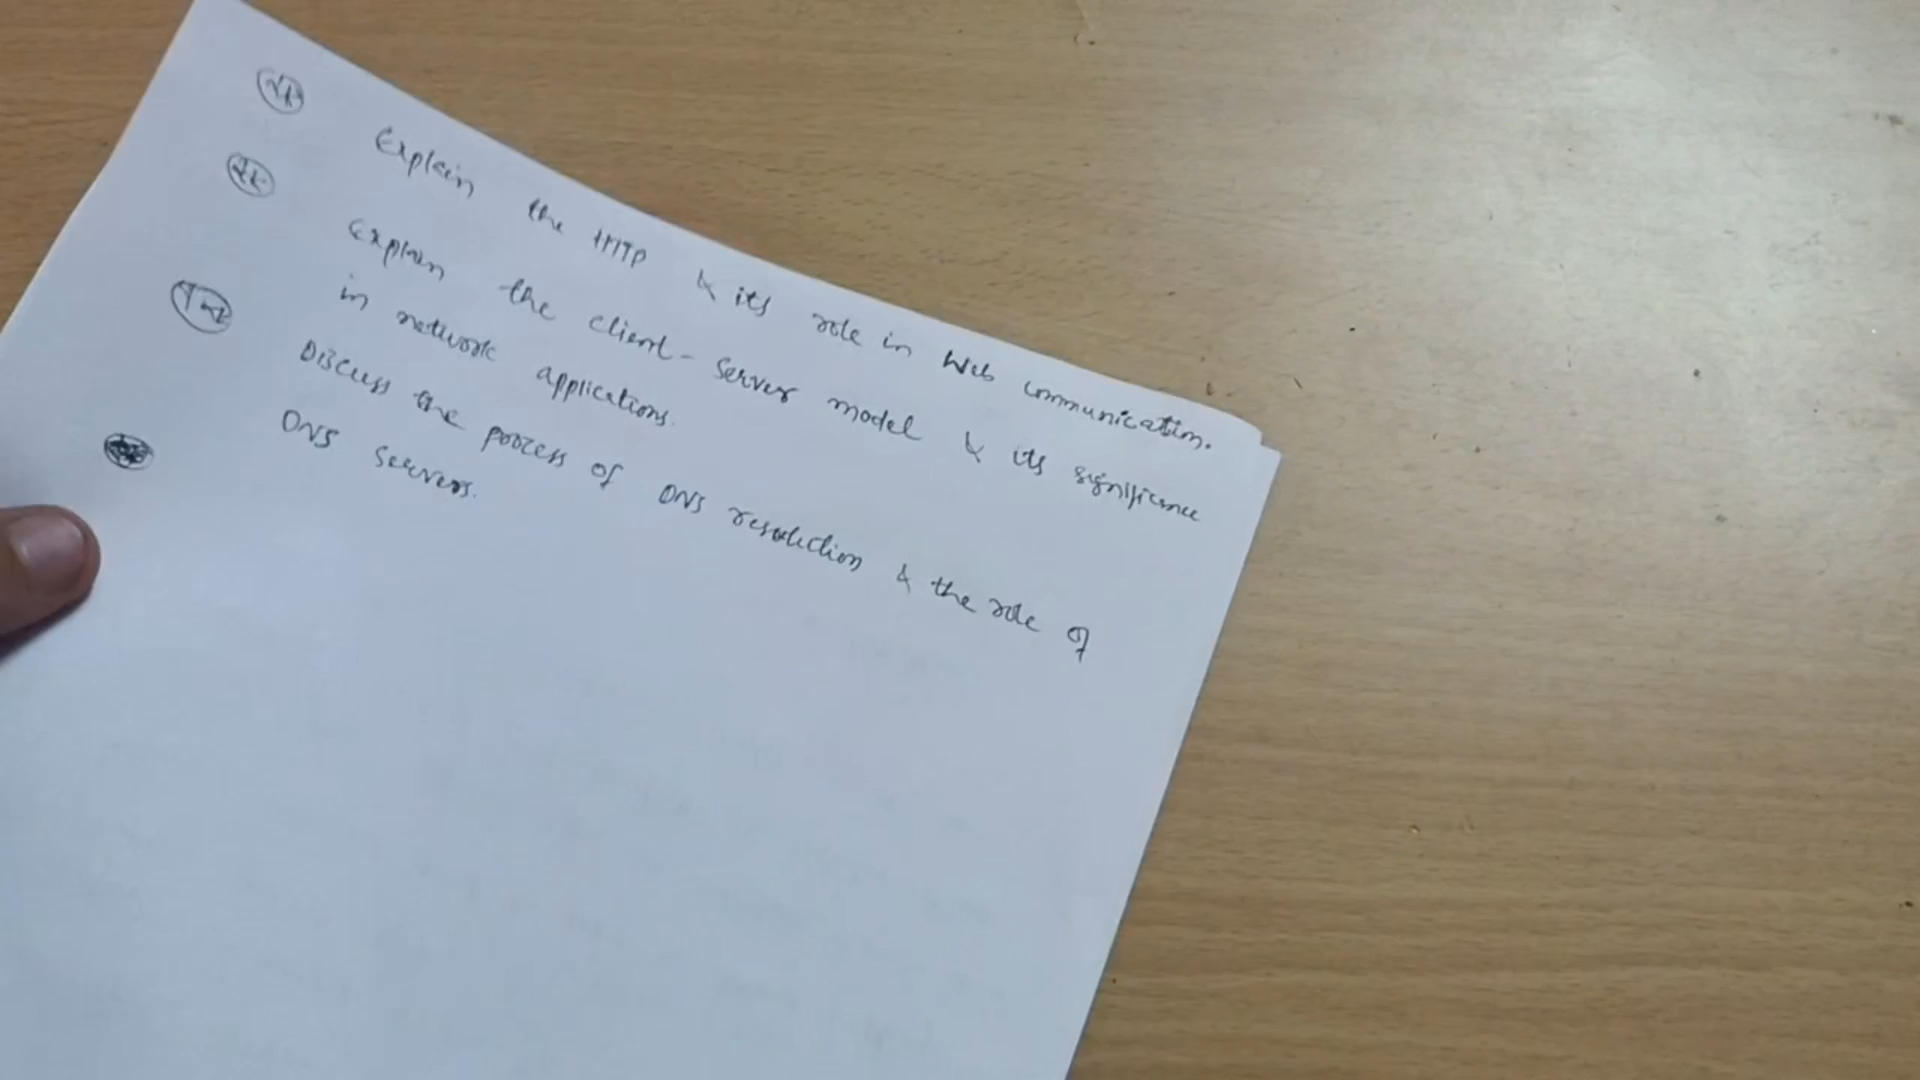 Explain the HTTP & its role in Web communication.
Explain the client-server model & its significance
in network applications.
Discuss the process of DNS resolution & the role of
DNS servers.